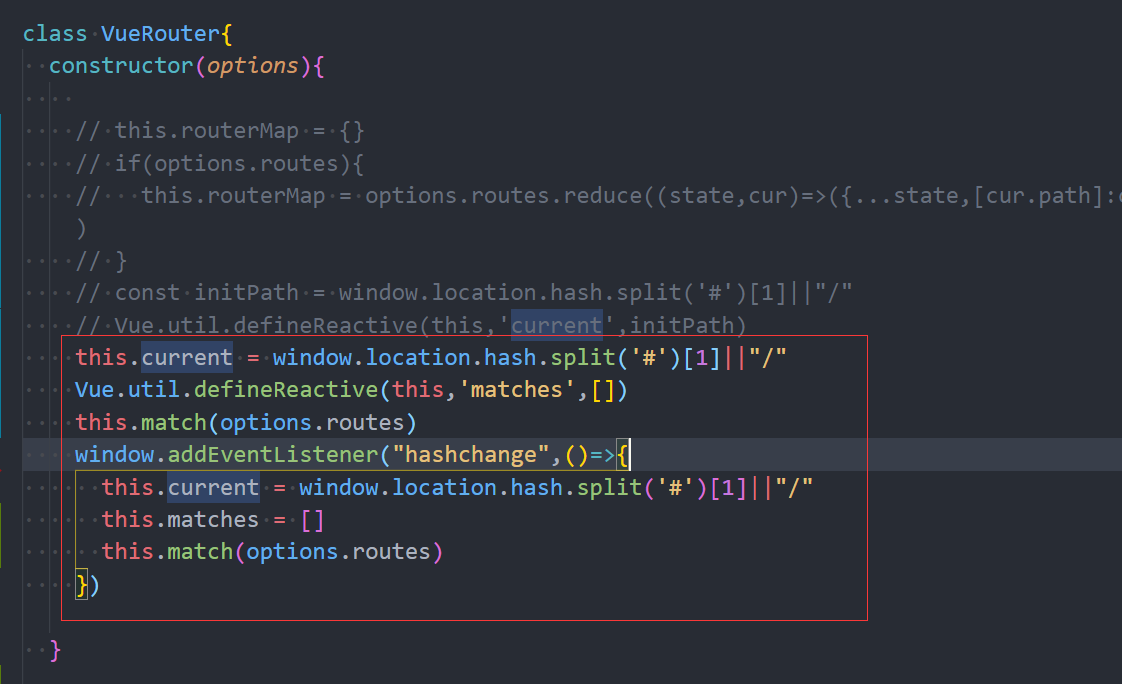 class VueRouter{
constructor(options){
// this.routerMap = {}
// if(options.routes){
//   this.routerMap = options.routes.reduce((state,cur)=>({...state,[cur.path]:
)
// }
// const initPath = window.location.hash.split('#')[1]||"/"
// Vue.util.defineReactive(this,'current',initPath)
this.current = window.location.hash.split('#')[1]||"/"
Vue.util.defineReactive(this,'matches',[])
this.match(options.routes)
window.addEventListener("hashchange",()=>{
this.current = window.location.hash.split('#')[1]||"/"
this.matches = []
this.match(options.routes)
})
}